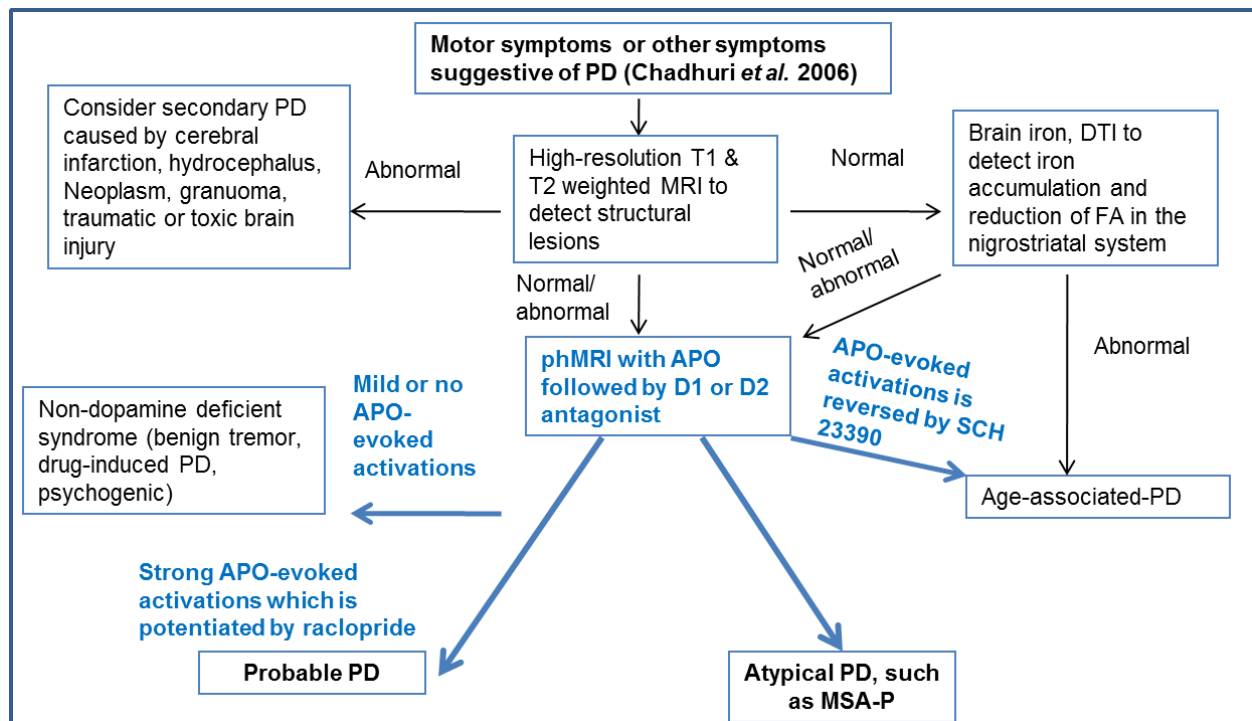 Motor symptoms or other symptoms
suggestive of PD (Chadhuri et al. 2006)
Consider secondary PD
caused by cerebral
infarction, hydrocephalus,
Neoplasm, granuoma,
traumatic or toxic brain
injury
Abnormal
High-resolution T1 &
T2 weighted MRI to
detect structural
lesions
Normal
Brain iron, DTI to
detect iron
accumulation and
reduction of FA in the
nigrostriatal system
Normal/
abnormal
Normal/
abnormal
Abnormal
phMRI with APO
followed by D1 or D2
antagonist
APO-evoked
activations is
reversed by SCH
23390
Mild or no
APO-
evoked
activations
Non-dopamine deficient
syndrome (benign tremor,
drug-induced PD,
psychogenic)
Age-associated-PD
Strong APO-evoked
activations which is
potentiated by raclopride
Probable PD
Atypical PD, such
as MSA-P